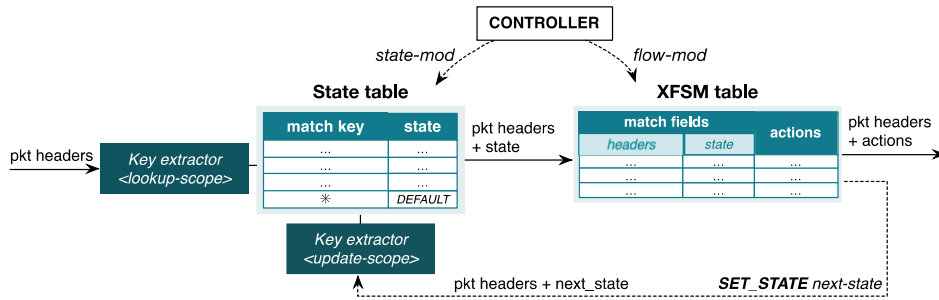 CONTROLLER
state-mod
flow-mod
State table
XFSM table
pkt headers
Key extractor
<lookup-scope>
match key
state
...
...
...
...
...
...
✳
DEFAULT
pkt headers
+ state
match fields
actions
headers
state
...
...
...
...
...
...
...
...
...
pkt headers
+ actions
Key extractor
<update-scope>
pkt headers + next_state
SET_STATE next-state